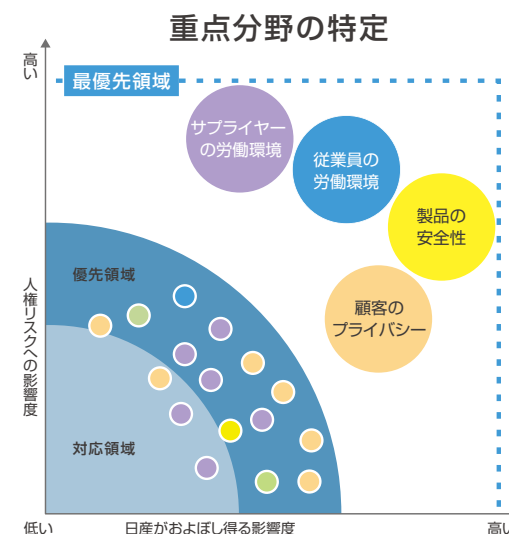 重点分野の特定
高い
最優先領域
サプライヤー
の労働環境
従業員の
労働環境
製品の
安全性
顧客の
プライバシー
優先領域
人権リスクへの影響度
対応領域
低い
日産がおよぼし得る影響度
高い